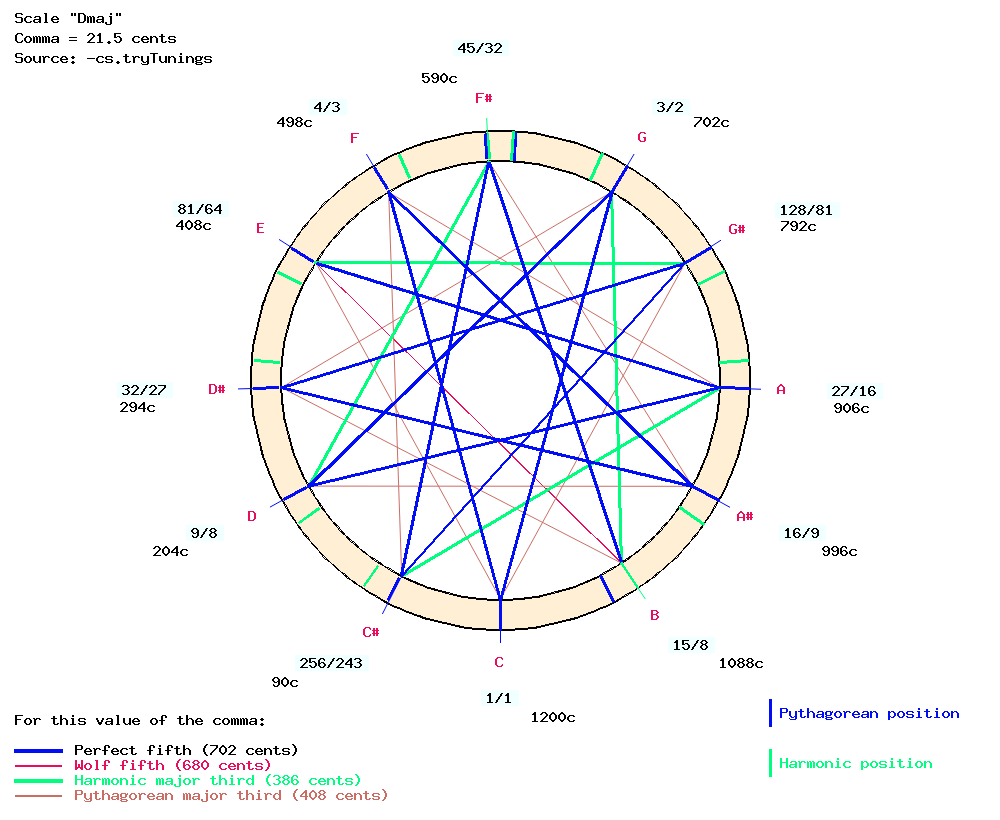 Scale "Dmaj"
Comma = 21.5 cents
Source: -cs.tryTunings
45/32
590c
F#
4/3
498c
F
3/2
702c
G
81/64
408c
E
128/81
792c
G#
32/27
294c
D#
A
27/16
906c
D
9/8
204c
A#
16/9
996c
C#
256/243
90c
B
15/8
1088c
C
1/1
1200c
For this value of the comma:
Perfect fifth (702 cents)
Wolf fifth (680 cents)
Harmonic major third (386 cents)
Pythagorean major third (408 cents)
Pythagorean position
Harmonic position